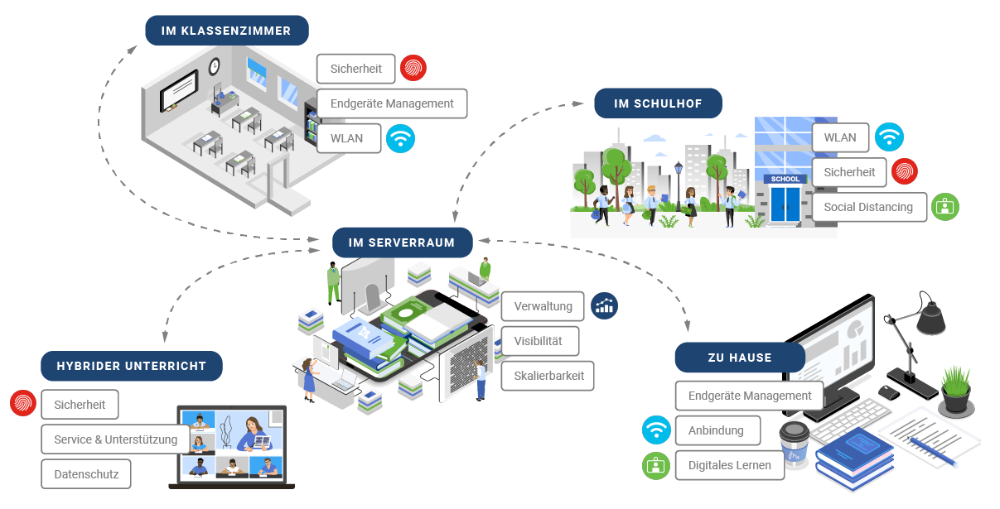 IM KLASSENZIMMER
Sicherheit
Endgeräte Management
WLAN
IM SCHULHOF
WLAN
Sicherheit
SCHOOL
Social Distancing
IM SERVERRAUM
Verwaltung
Visibilität
Skalierbarkeit
HYBRIDER UNTERRICHT
Sicherheit
Service & Unterstützung
Datenschutz
ZU HAUSE
Endgeräte Management
Anbindung
Digitales Lernen